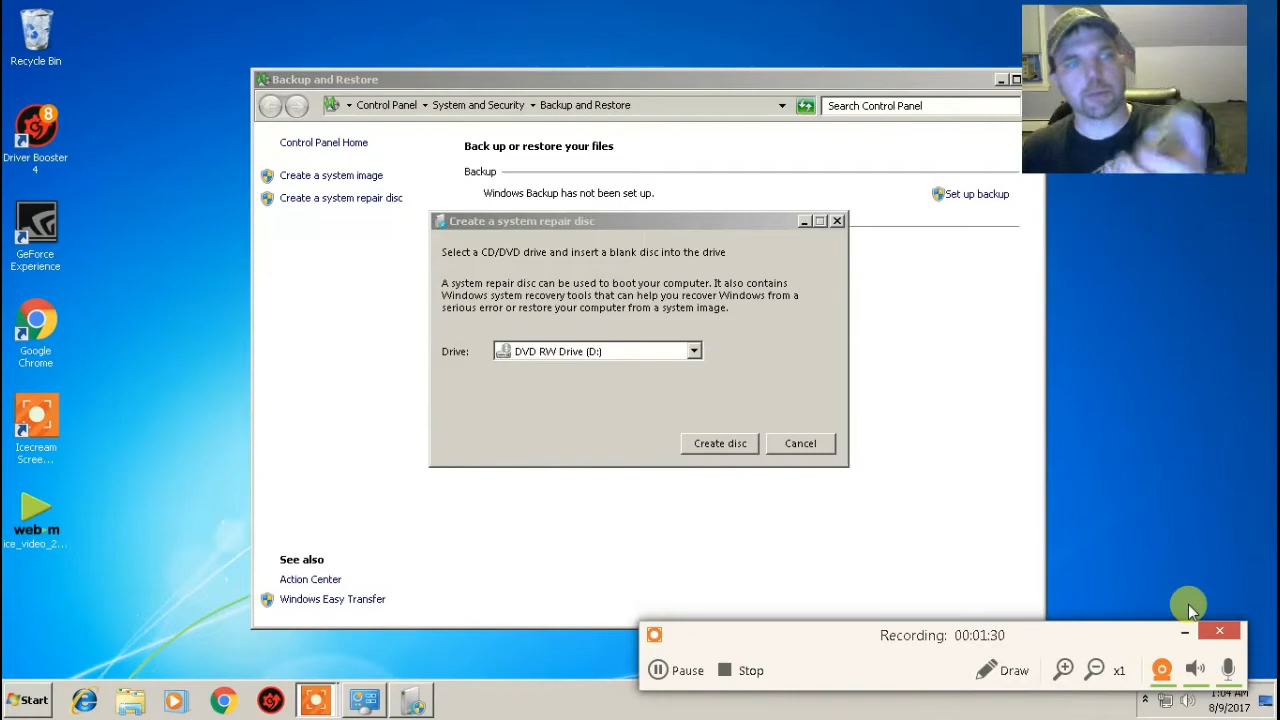 Recycle Bin
8
Driver Booster
4
GeForce
Experience
Google
Chrome
Icecream
Scree...
web-m
ice_video_2...
Backup and Restore
Control Panel
System and Security
Backup and Restore
Search Control Panel
Control Panel Home
Create a system image
Create a system repair disc
Back up or restore your files
Backup
Windows Backup has not been set up.
Set up backup
Create a system repair disc
Select a CD/DVD drive and insert a blank disc into the drive
A system repair disc can be used to boot your computer. It also contains
Windows system recovery tools that can help you recover Windows from a
serious error or restore your computer from a system image.
Drive:
DVD RW Drive (D:)
Create disc
Cancel
See also
Action Center
Windows Easy Transfer
Recording: 00:01:30
Pause
Stop
Draw
x1
Start
1:04 AM
8/9/2017